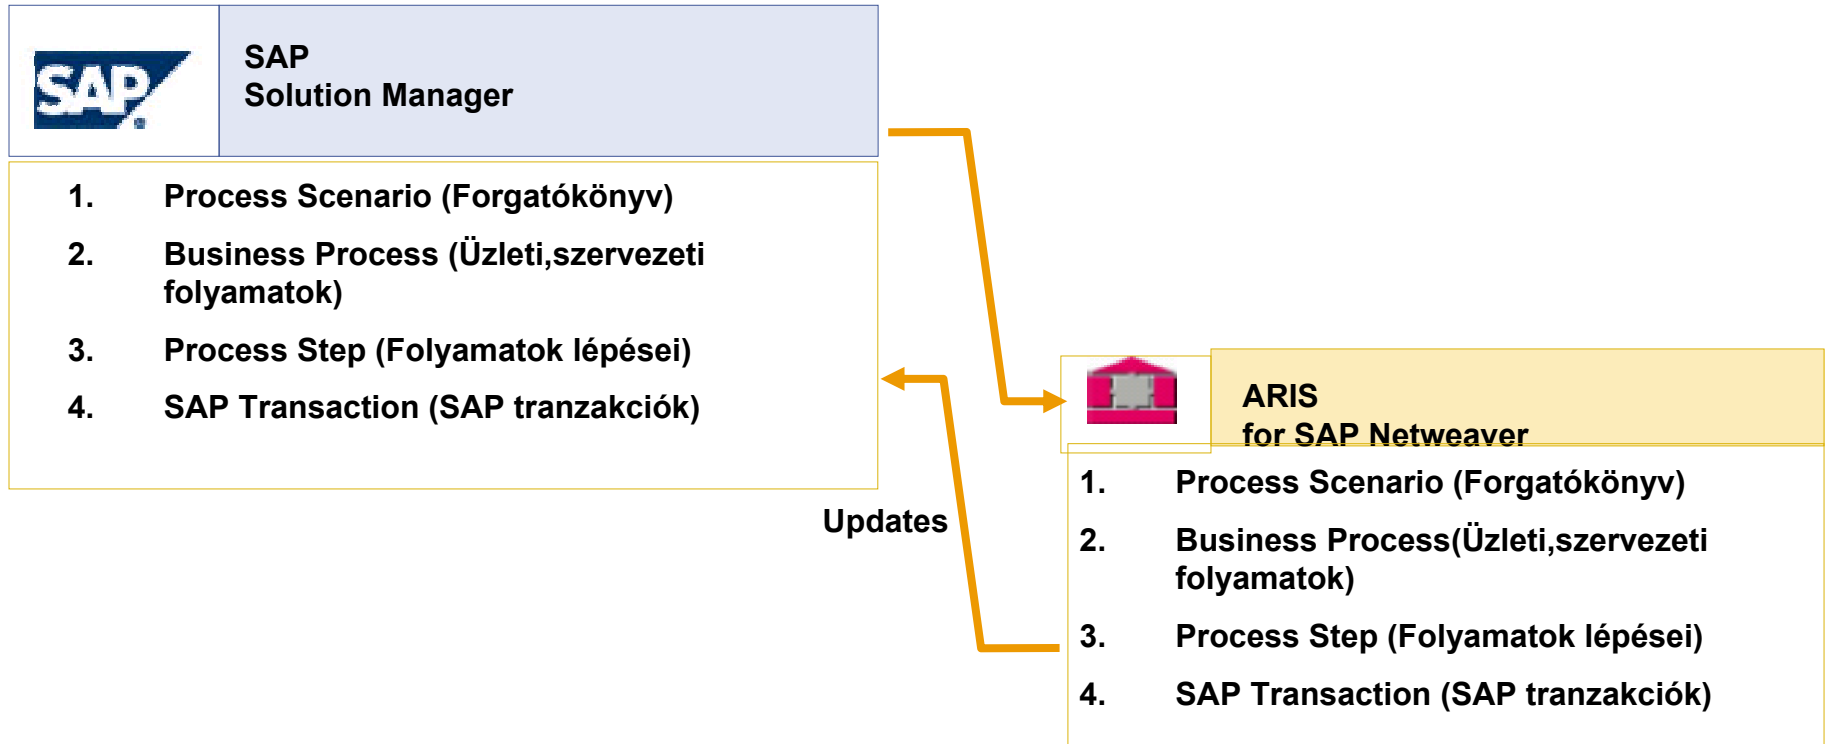 SAP
SAP
Solution Manager
1. Process Scenario (Forgatókönyv)
2. Business Process (Üzleti,szervezeti
folyamatok)
3. Process Step (Folyamatok lépései)
4. SAP Transaction (SAP tranzakciók)
Updates
ARIS
for SAP Netweaver
1. Process Scenario (Forgatókönyv)
2. Business Process(Üzleti,szervezeti
folyamatok)
3. Process Step (Folyamatok lépései)
4. SAP Transaction (SAP tranzakciók)